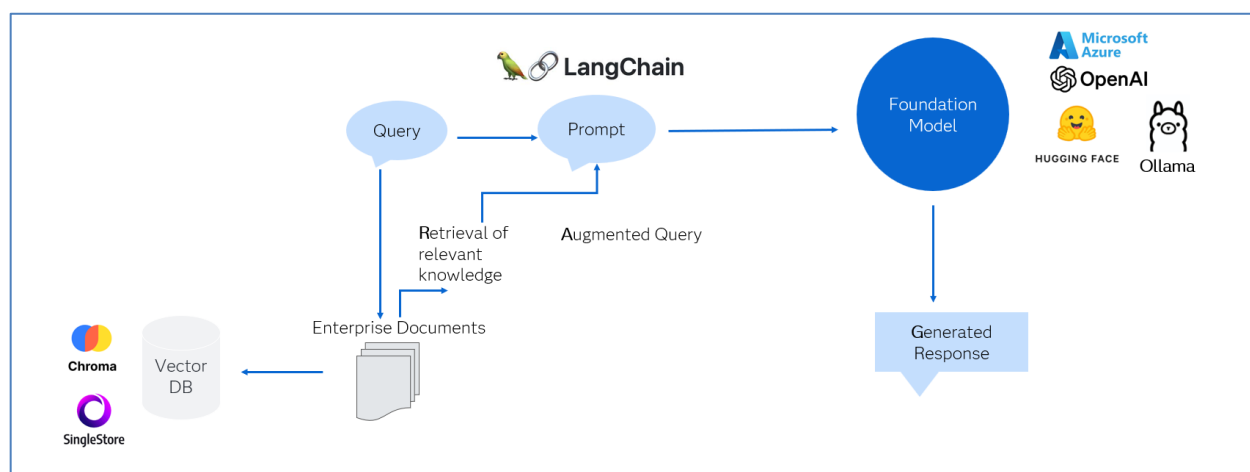 LangChain
Microsoft
Azure
OpenAI
HUGGING FACE
Ollama
Query
Prompt
Foundation
Model
Retrieval of
relevant
knowledge
Augmented Query
Enterprise Documents
Generated
Response
Chroma
SingleStore
Vector
DB